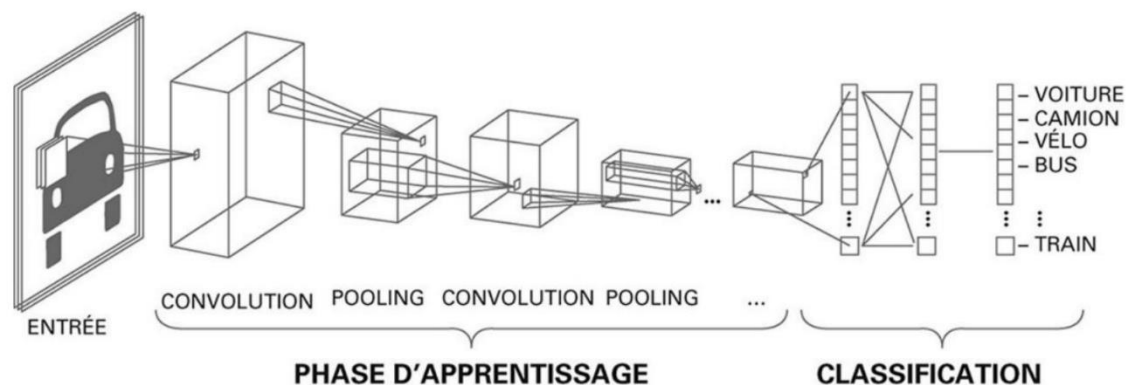 VOITURE
CAMION
VÉLO
BUS
...
TRAIN
CONVOLUTION POOLING CONVOLUTION POOLING ...
ENTRÉE
PHASE D'APPRENTISSAGE CLASSIFICATION